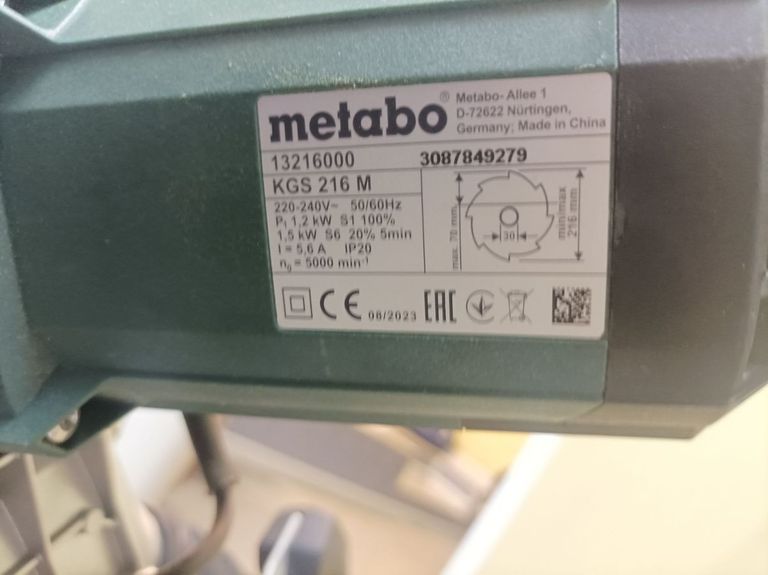 metabo®
Metabo-Allee 1
D-72622 Nürtingen,
Germany; Made in China
13216000
3087849279
KGS 216 M
220-240V~ 50/60Hz
P₁ 1,2 kW S1 100%
1,5 kW S6 20% 5min
I = 5,6 A IP20
n₀ = 5000 min⁻¹
max. 70 mm
30
min/max
216 mm
CE
08/2023
EAC